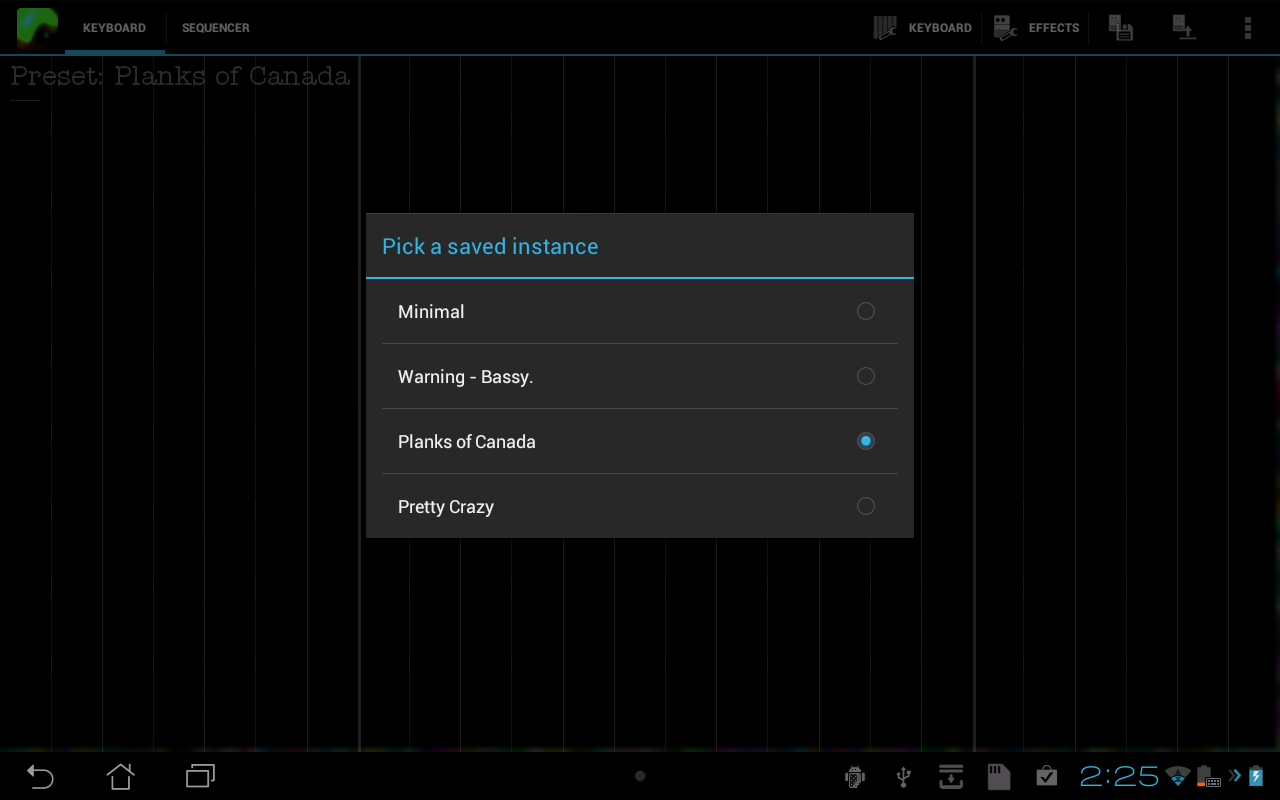 KEYBOARD SEQUENCER KEYBOARD EFFECTS
Preset: Planks of Canada
Pick a saved instance
Minimal
Warning - Bassy.
Planks of Canada
Pretty Crazy
2:25